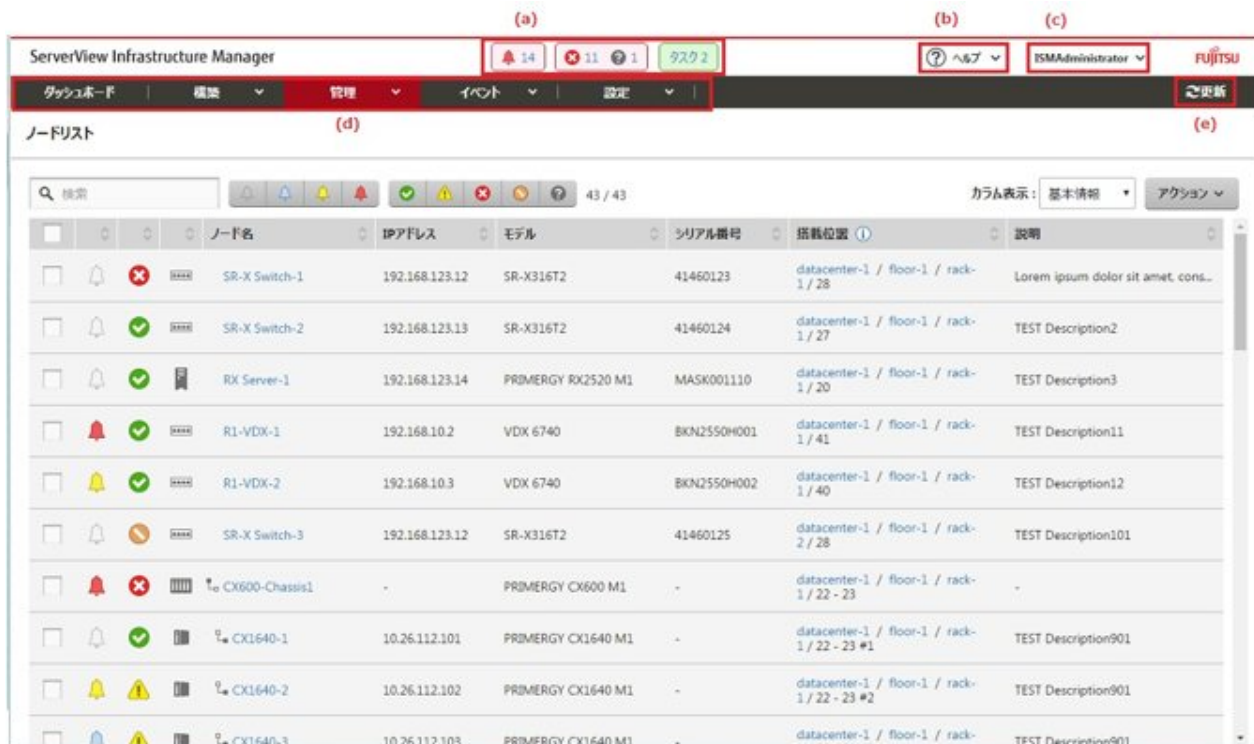 (a) (b) (c)
ServerView Infrastructure Manager 14 11 1 タスク 2 ヘルプ ISMAdministrator FUJITSU
ダッシュボード 構築 管理 イベント 設定 更新
(d) (e)
ノードリスト
検索 43 / 43 カラム表示: 基本情報 アクション
ノード名 IPアドレス モデル シリアル番号 搭載位置 説明
SR-X Switch-1 192.168.123.12 SR-X316T2 41460123 datacenter-1 / floor-1 / rack- Lorem ipsum dolor sit amet, cons...
1 / 28
SR-X Switch-2 192.168.123.13 SR-X316T2 41460124 datacenter-1 / floor-1 / rack- TEST Description2
1 / 27
RX Server-1 192.168.123.14 PRIMERGY RX2520 M1 MASK001110 datacenter-1 / floor-1 / rack- TEST Description3
1 / 20
R1-VDX-1 192.168.10.2 VDX 6740 BKN2550H001 datacenter-1 / floor-1 / rack- TEST Description11
1 / 41
R1-VDX-2 192.168.10.3 VDX 6740 BKN2550H002 datacenter-1 / floor-1 / rack- TEST Description12
1 / 40
SR-X Switch-3 192.168.123.12 SR-X316T2 41460125 datacenter-1 / floor-1 / rack- TEST Description101
2 / 28
CX600-Chassis1 - PRIMERGY CX600 M1 - datacenter-1 / floor-1 / rack- -
1 / 22 - 23
CX1640-1 10.26.112.101 PRIMERGY CX1640 M1 - datacenter-1 / floor-1 / rack- TEST Description901
1 / 22 - 23 #1
CX1640-2 10.26.112.102 PRIMERGY CX1640 M1 - datacenter-1 / floor-1 / rack- TEST Description901
1 / 22 - 23 #2
CX1640-3 10.26.112.103 PRIMERGY CX1640 M1 datacenter-1 / floor-1 / rack- TEST Description901